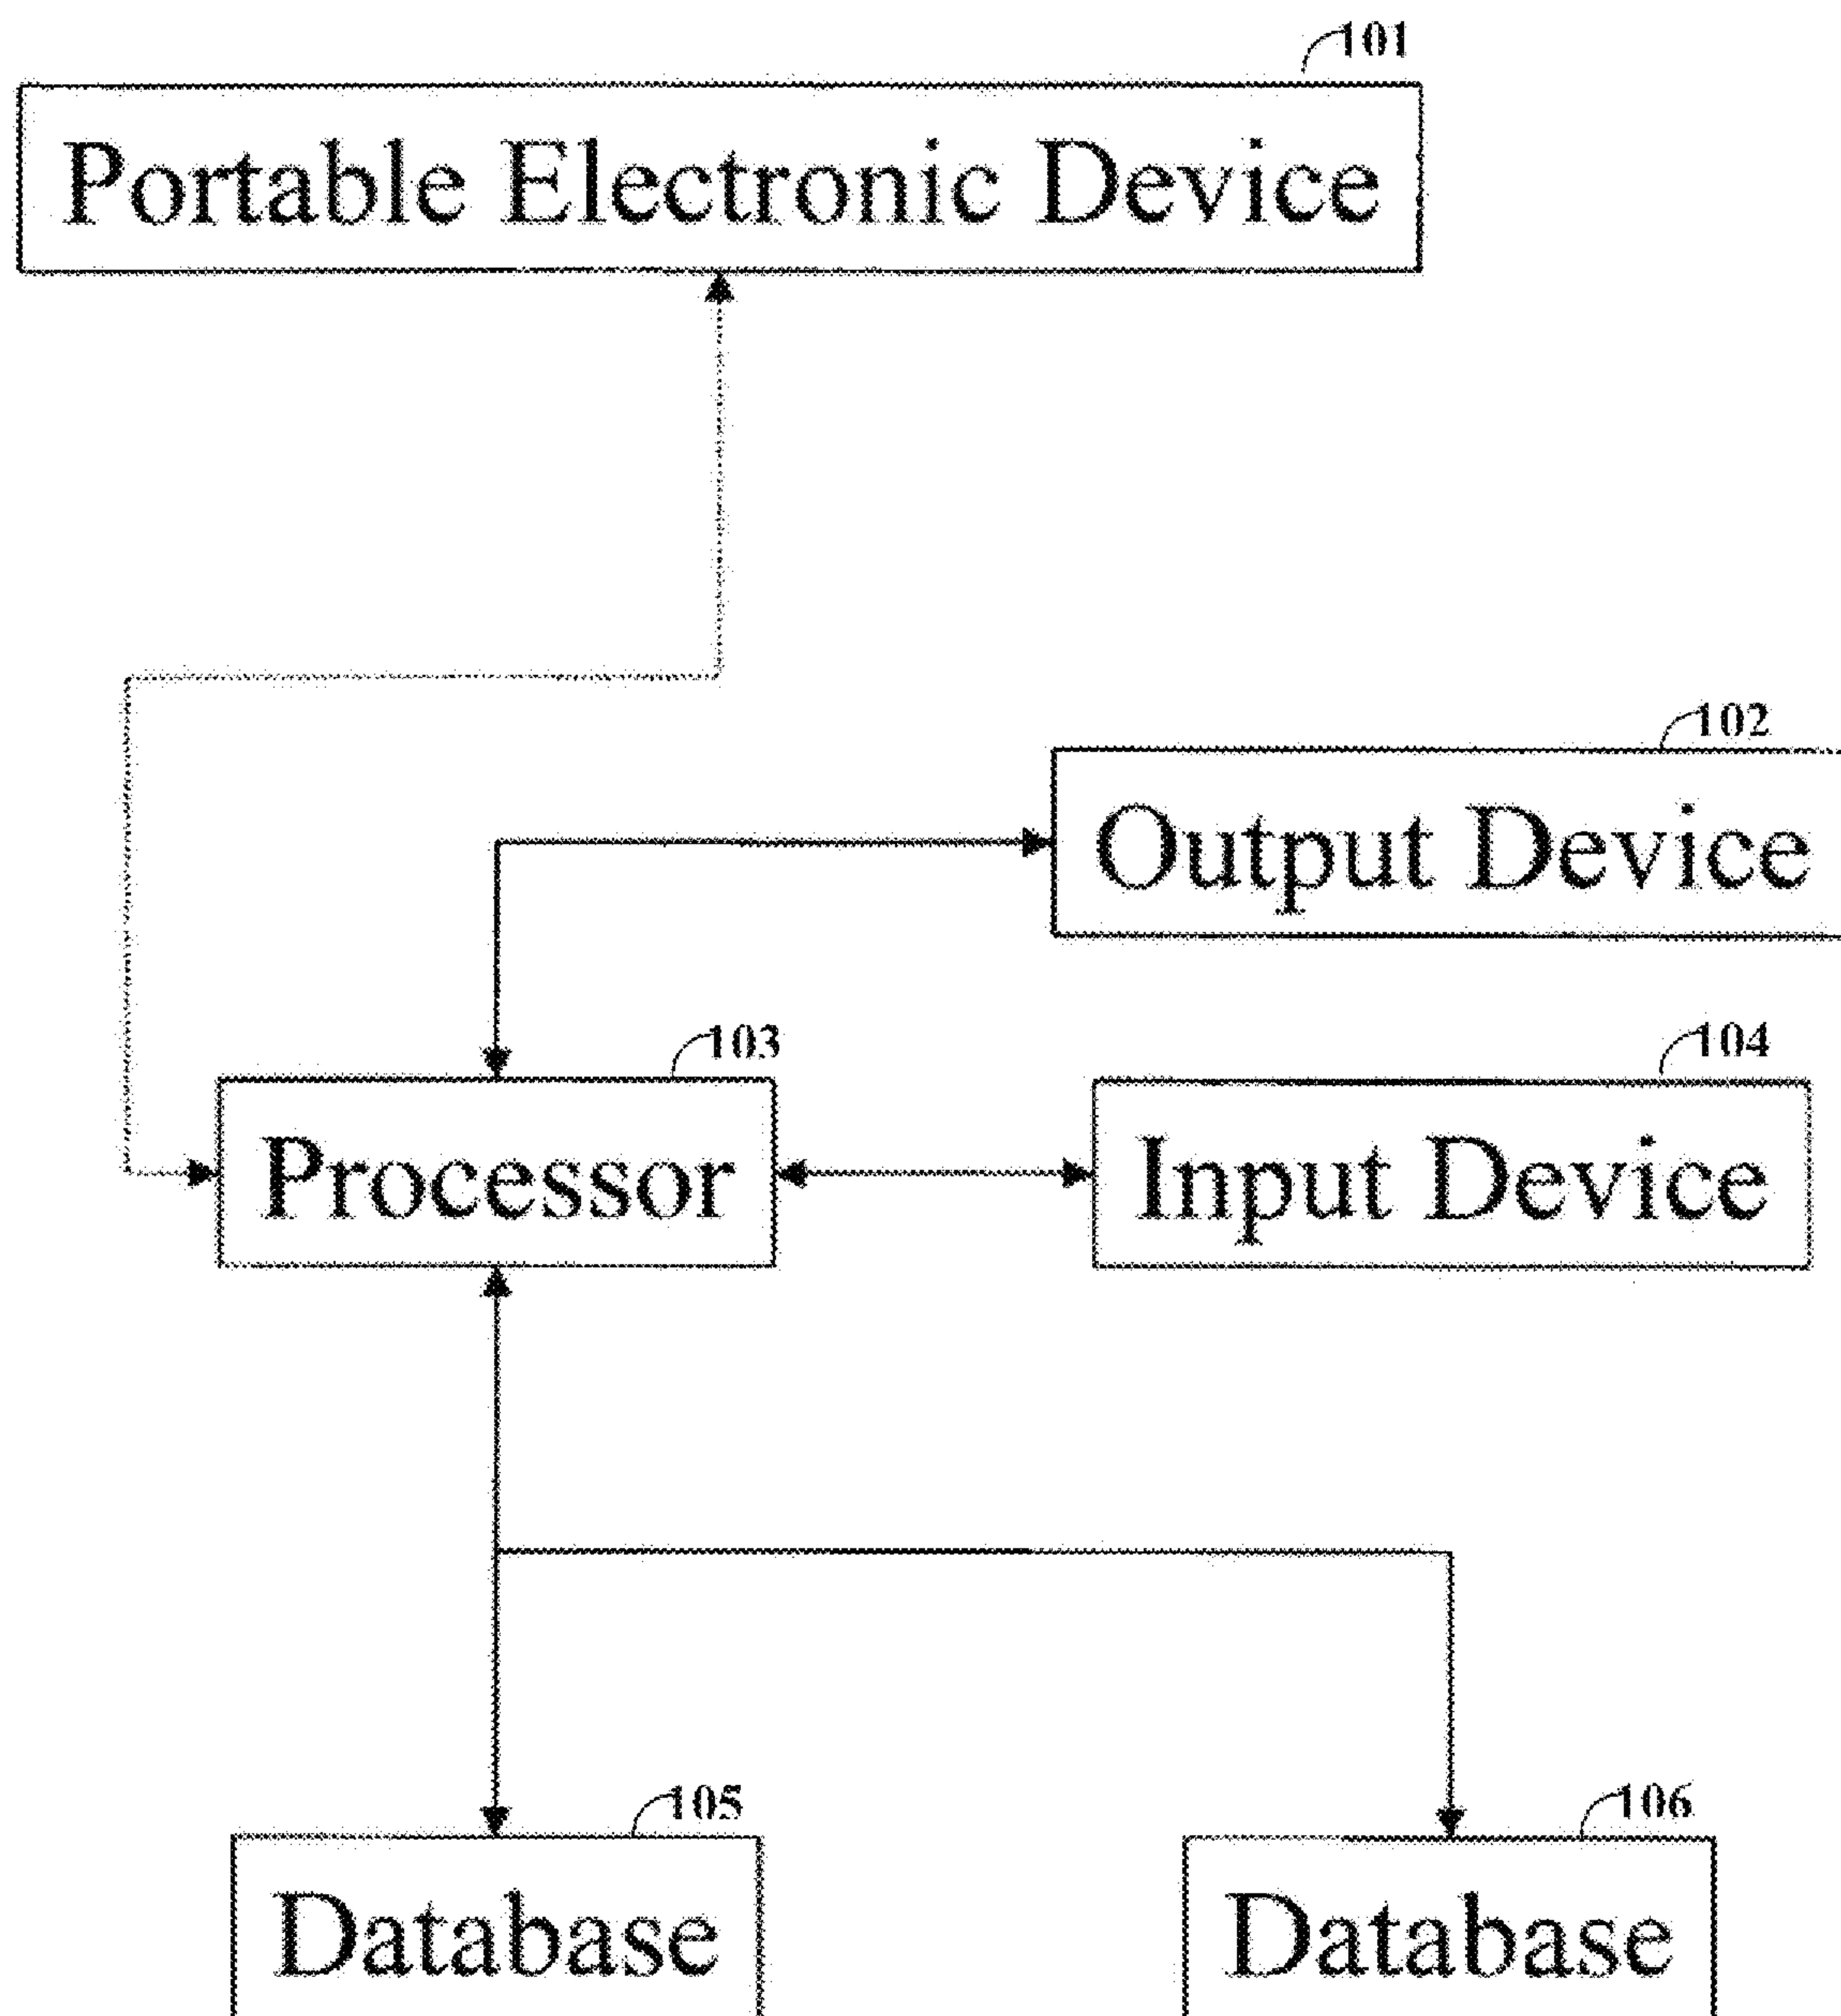 101
Portable Electronic Device
102
Output Device
103
Processor
104
Input Device
105
Database
106
Database